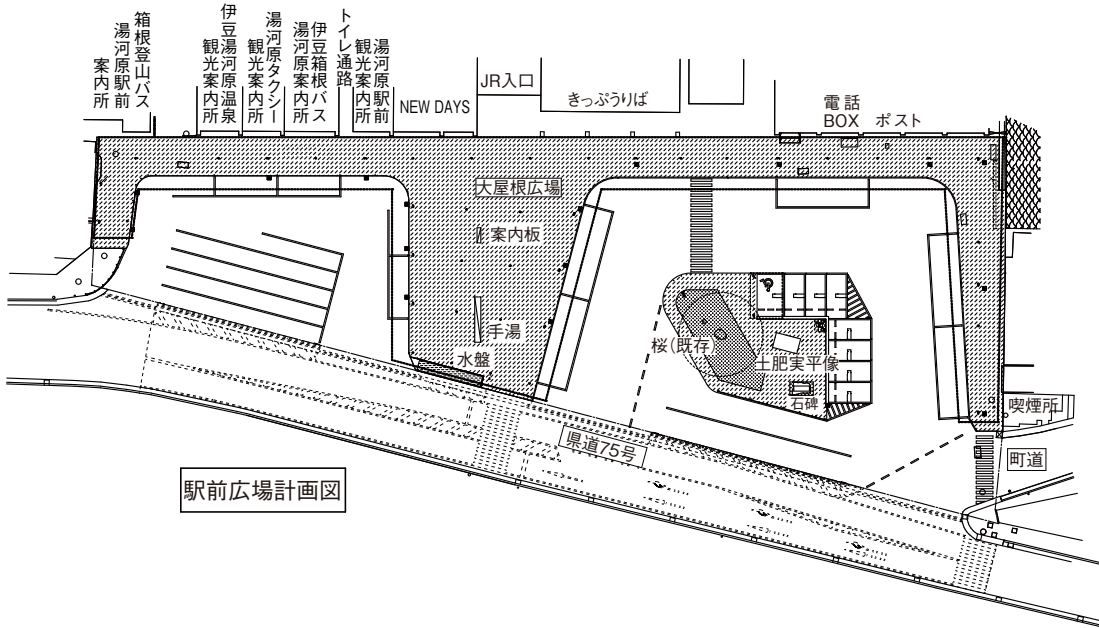 箱根登山バス
湯河原駅前
案内所
伊豆湯河原温泉
観光案内所
湯河原タクシー
観光案内所
伊豆箱根バス
湯河原案内所
トイレ通路
湯河原駅前
観光案内所
NEW DAYS
JR入口
きっぷうりば
電話
BOX ポスト
大屋根広場
案内板
手湯
水盤
桜(既存)
土肥実平像
石碑
喫煙所
県道75号
町道
駅前広場計画図